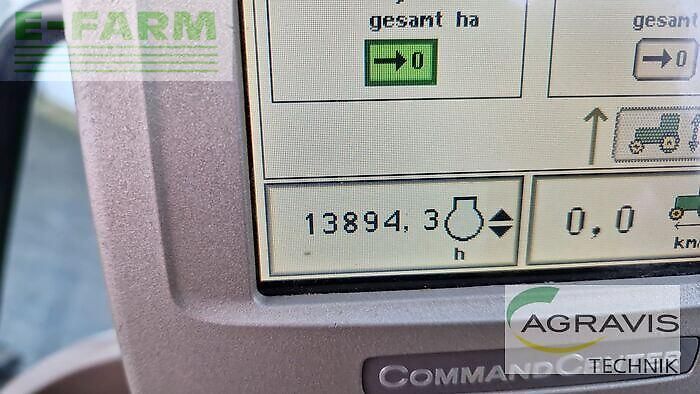 E-FARM
gesamt ha
gesamt
→0
→0
13894,3
h
0,0
km/
AGRAVIS
TECHNIK
COMMANDCENTER